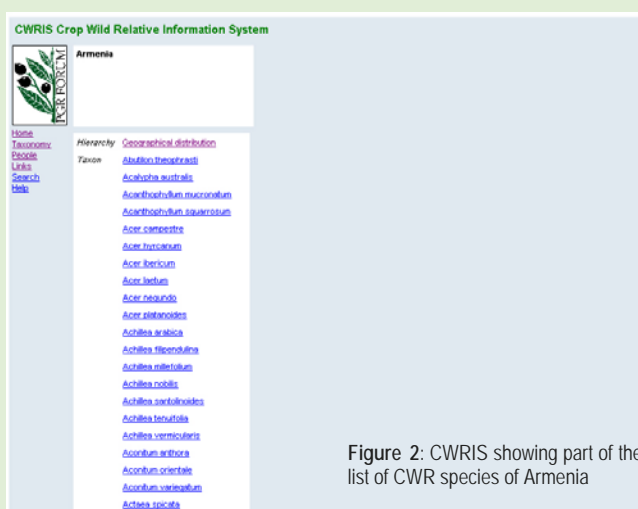 CWRIS Crop Wild Relative Information System
PGR FORUM
Armenia
Home
Taxonomy
People
Links
Search
Help
Hierarchy Geographical distribution
Taxon Abutilon theophrasti
Acalypha australis
Acanthophyllum mucronatum
Acanthophyllum squarrosum
Acer campestre
Acer hyrcanum
Acer ibericum
Acer laetum
Acer negundo
Acer platanoides
Achillea arabica
Achillea filipendulina
Achillea millefolium
Achillea nobilis
Achillea santolinoides
Achillea tenuifolia
Achillea vermicularis
Aconitum anthora
Aconitum orientale
Aconitum variegatum
Actaea spicata
Figure 2: CWRIS showing part of the
list of CWR species of Armenia